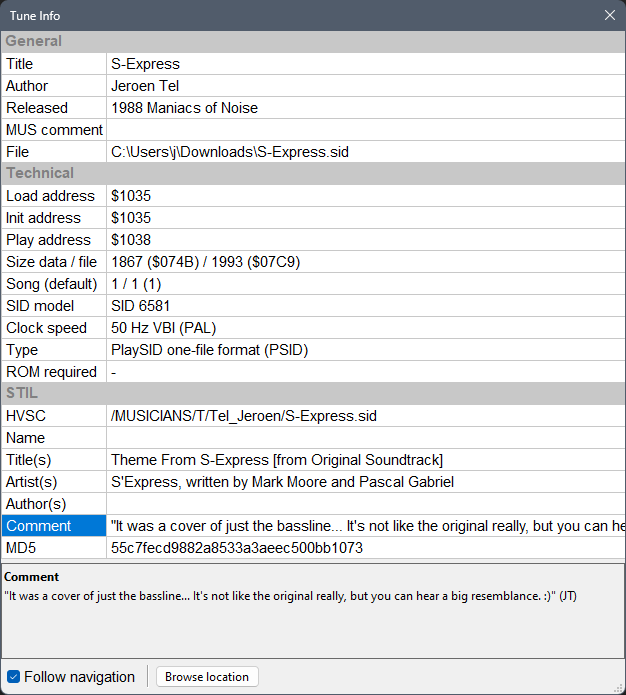 Tune Info
General
Title S-Express
Author Jeroen Tel
Released 1988 Maniacs of Noise
MUS comment
File C:\Users\j\Downloads\S-Express.sid
Technical
Load address $1035
Init address $1035
Play address $1038
Size data / file 1867 ($074B) / 1993 ($07C9)
Song (default) 1 / 1 (1)
SID model SID 6581
Clock speed 50 Hz VBI (PAL)
Type PlaySID one-file format (PSID)
ROM required -
STIL
HVSC /MUSICIANS/T/Tel_Jeroen/S-Express.sid
Name
Title(s) Theme From S-Express [from Original Soundtrack]
Artist(s) S'Express, written by Mark Moore and Pascal Gabriel
Author(s)
Comment "It was a cover of just the bassline... It's not like the original really, but you can he
MD5 55c7fecd9882a8533a3aeec500bb1073
Comment
"It was a cover of just the bassline... It's not like the original really, but you can hear a big resemblance. :)" (JT)
Follow navigation Browse location